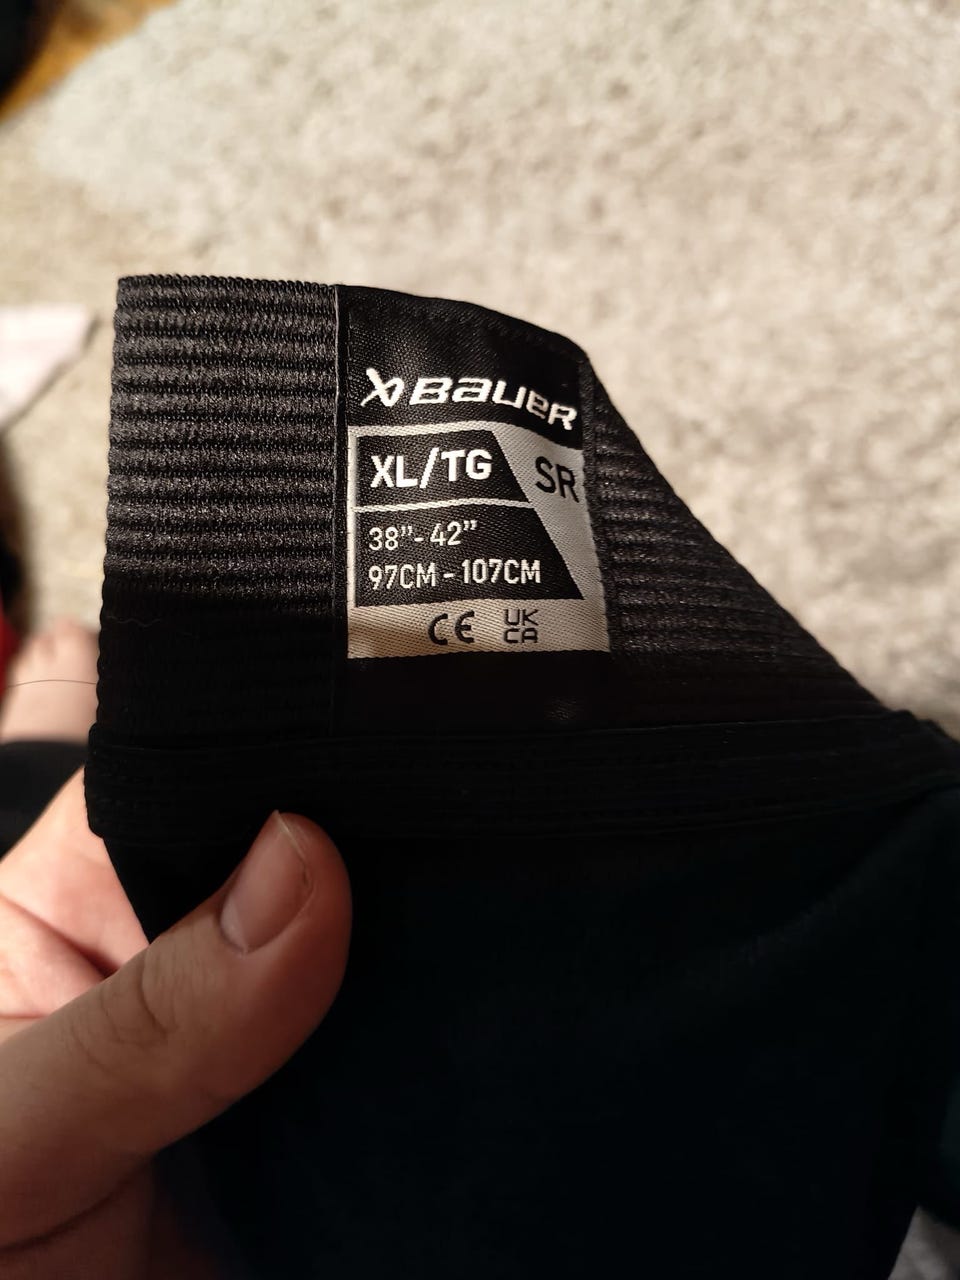 BAUER
XL/TG SR
38”-42”
97CM-107CM
CE UK
CA